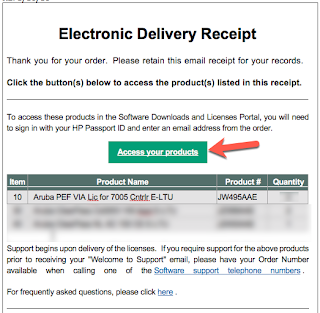 Electronic Delivery Receipt
Thank you for your order. Please retain this email receipt for your records.
Click the button(s) below to access the product(s) listed in this receipt.
To access these products in the Software Downloads and Licenses Portal, you will need
to sign in with your HP Passport ID and enter an email address from the order.
Access your products
Item Product Name Product # Quantity
10 Aruba PEF VIA Lic for 7005 Cntrlr E-LTU JW495AAE
Support begins upon delivery of the licenses. If you require support for the above products
prior to receiving your "Welcome to Support" email, please have your Order Number
available when calling one of the Software support telephone numbers .
For frequently asked questions, please click here .